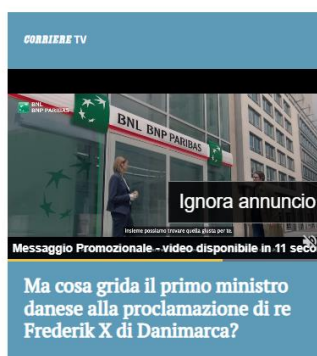 CORRIERE TV
BNL
BNP PARIBAS
BNL BNP PARIBAS
Ignora annuncio
Insieme possiamo trovare quella giusta per te.
Messaggio Promozionale - video disponibile in 11 seco
Ma cosa grida il primo ministro
danese alla proclamazione di re
Frederik X di Danimarca?